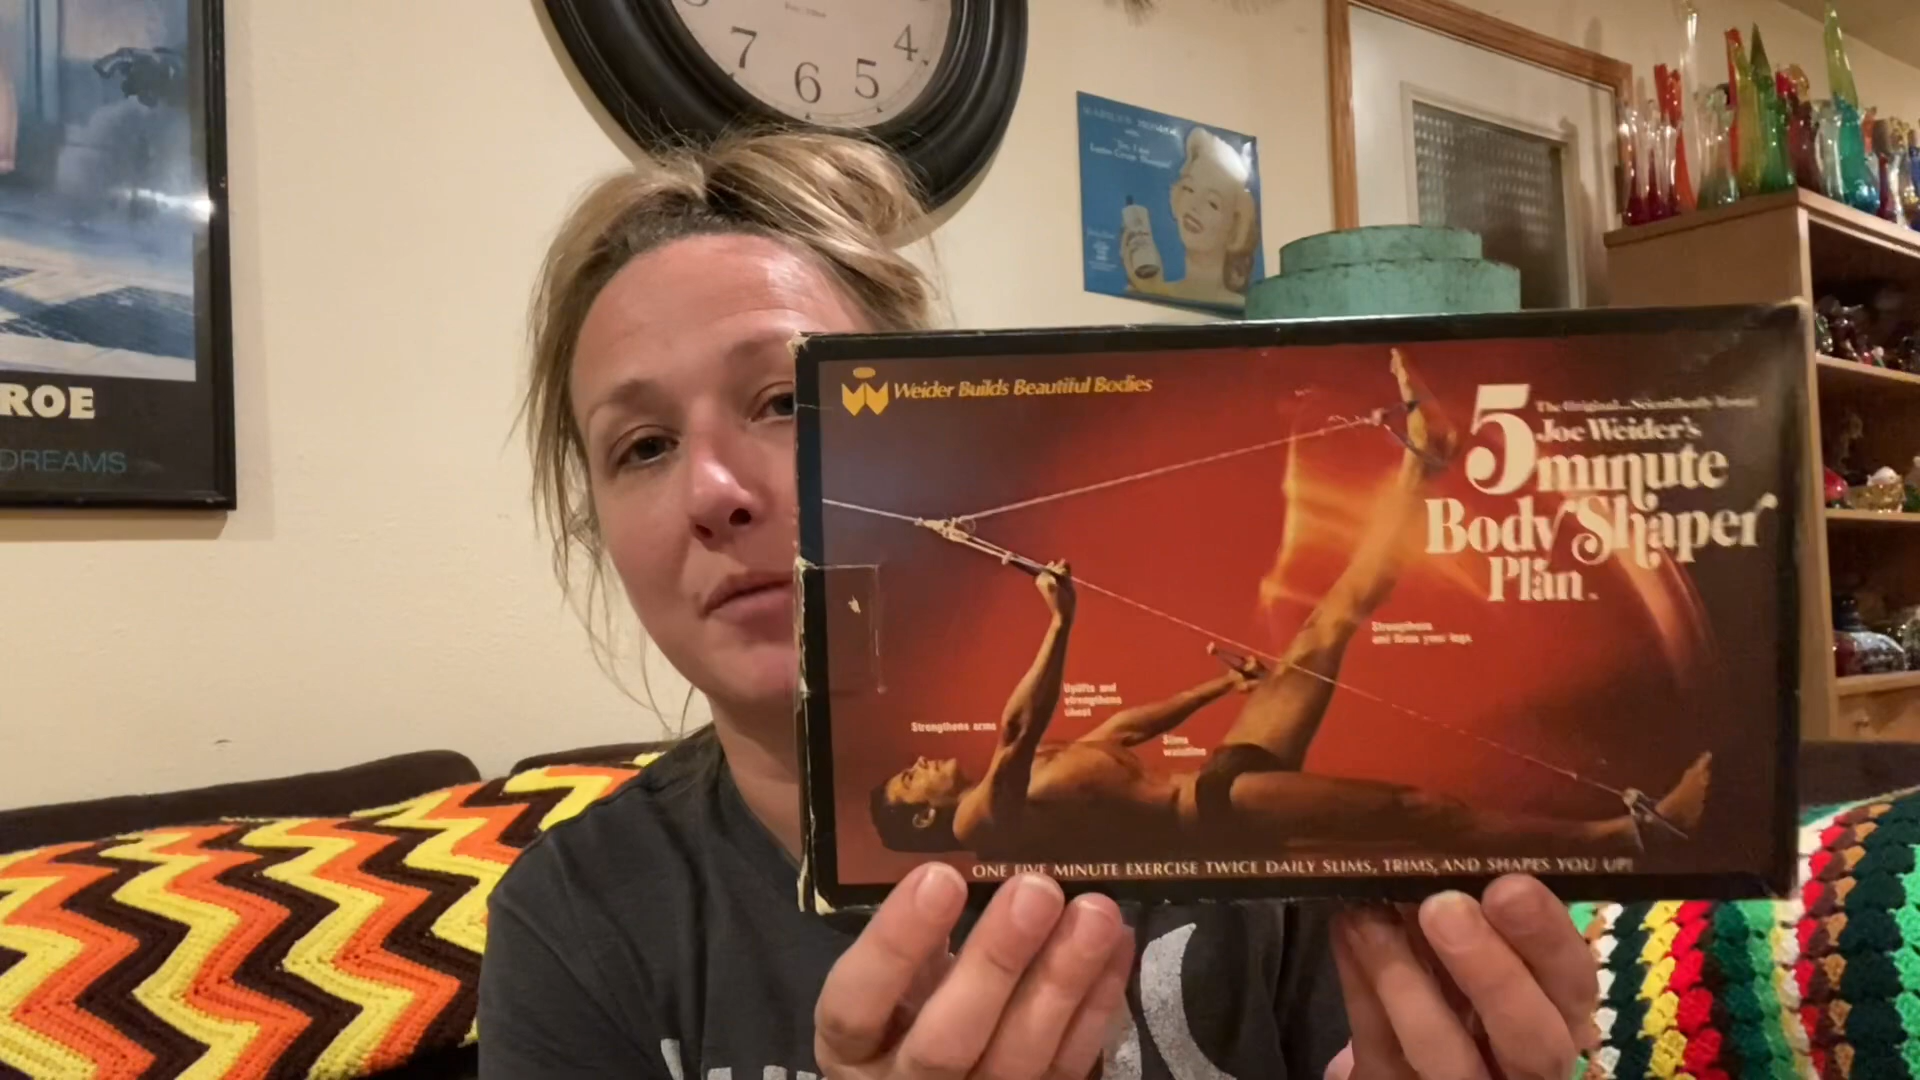 7 6 5 4
ROE
DREAMS
Weider Builds Beautiful Bodies
5
The Original...Scientifically
Joe Weider's
minute
Body Shaper
Plan.
Strengthens
and firms your legs
Uplifts and
strengthens
chest
Strengthens arms
Slims
waistline
ONE FIVE MINUTE EXERCISE TWICE DAILY SLIMS, TRIMS, AND SHAPES YOU UP!